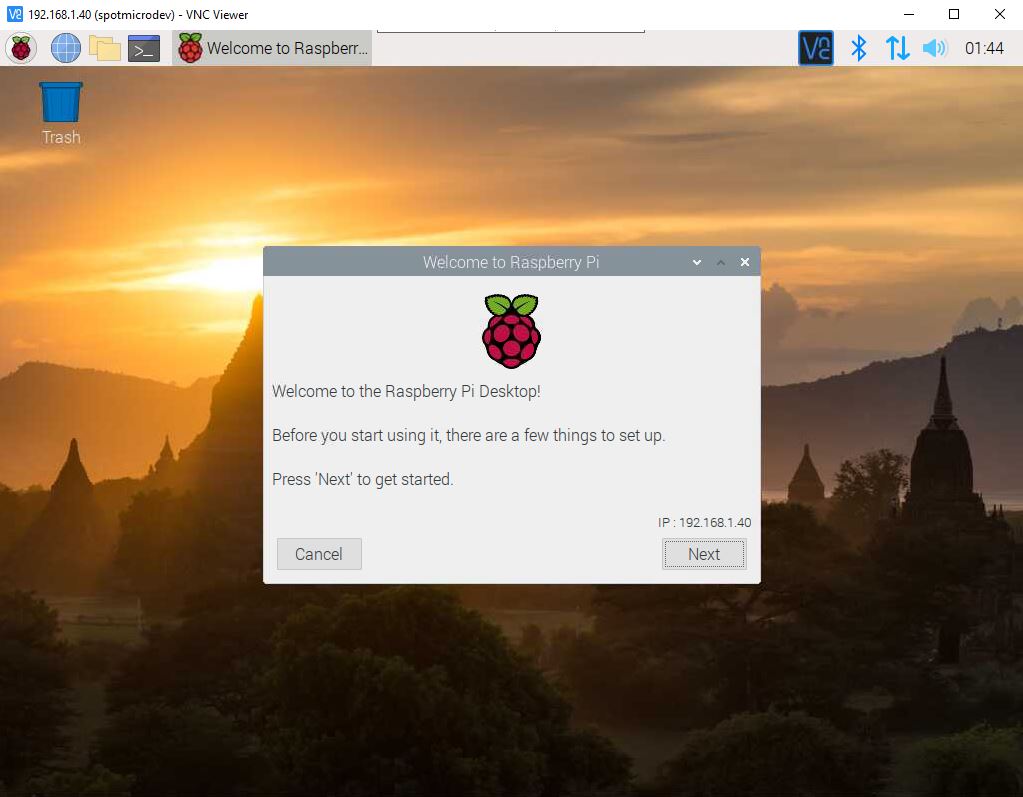 192.168.1.40 (spotmicrodev) - VNC Viewer
Welcome to Raspberr...
01:44
Trash
Welcome to Raspberry Pi
Welcome to the Raspberry Pi Desktop!
Before you start using it, there are a few things to set up.
Press 'Next' to get started.
IP : 192.168.1.40
Cancel
Next